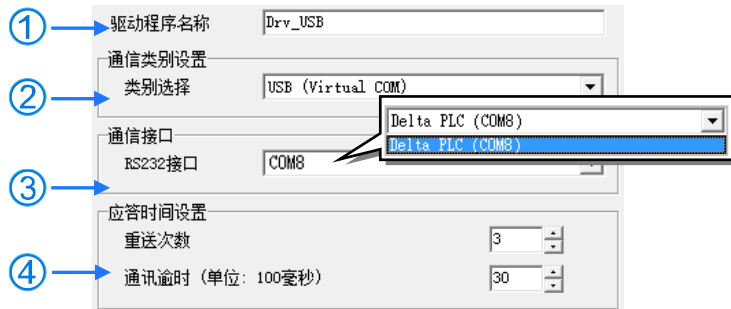 ① 驱动程序名称 Drv_USB
通信类别设置
② 类别选择 USB (Virtual COM)
Delta PLC (COM8)
Delta PLC (COM8)
通信接口
RS232接口 COM8
③
应答时间设置
重送次数 3
④ 通讯逾时 (单位: 100毫秒) 30